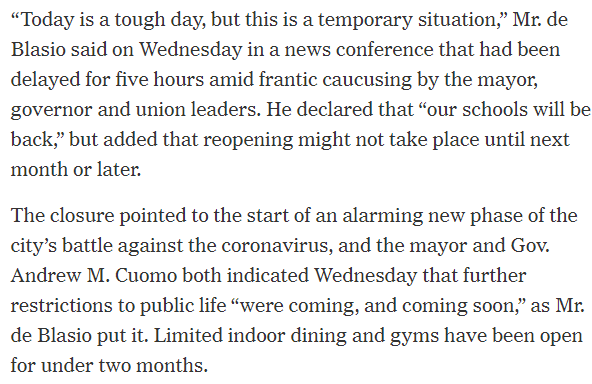 “Today is a tough day, but this is a temporary situation,” Mr. de
Blasio said on Wednesday in a news conference that had been
delayed for five hours amid frantic caucusing by the mayor,
governor and union leaders. He declared that “our schools will be
back,” but added that reopening might not take place until next
month or later.
The closure pointed to the start of an alarming new phase of the
city’s battle against the coronavirus, and the mayor and Gov.
Andrew M. Cuomo both indicated Wednesday that further
restrictions to public life “were coming, and coming soon,” as Mr.
de Blasio put it. Limited indoor dining and gyms have been open
for under two months.